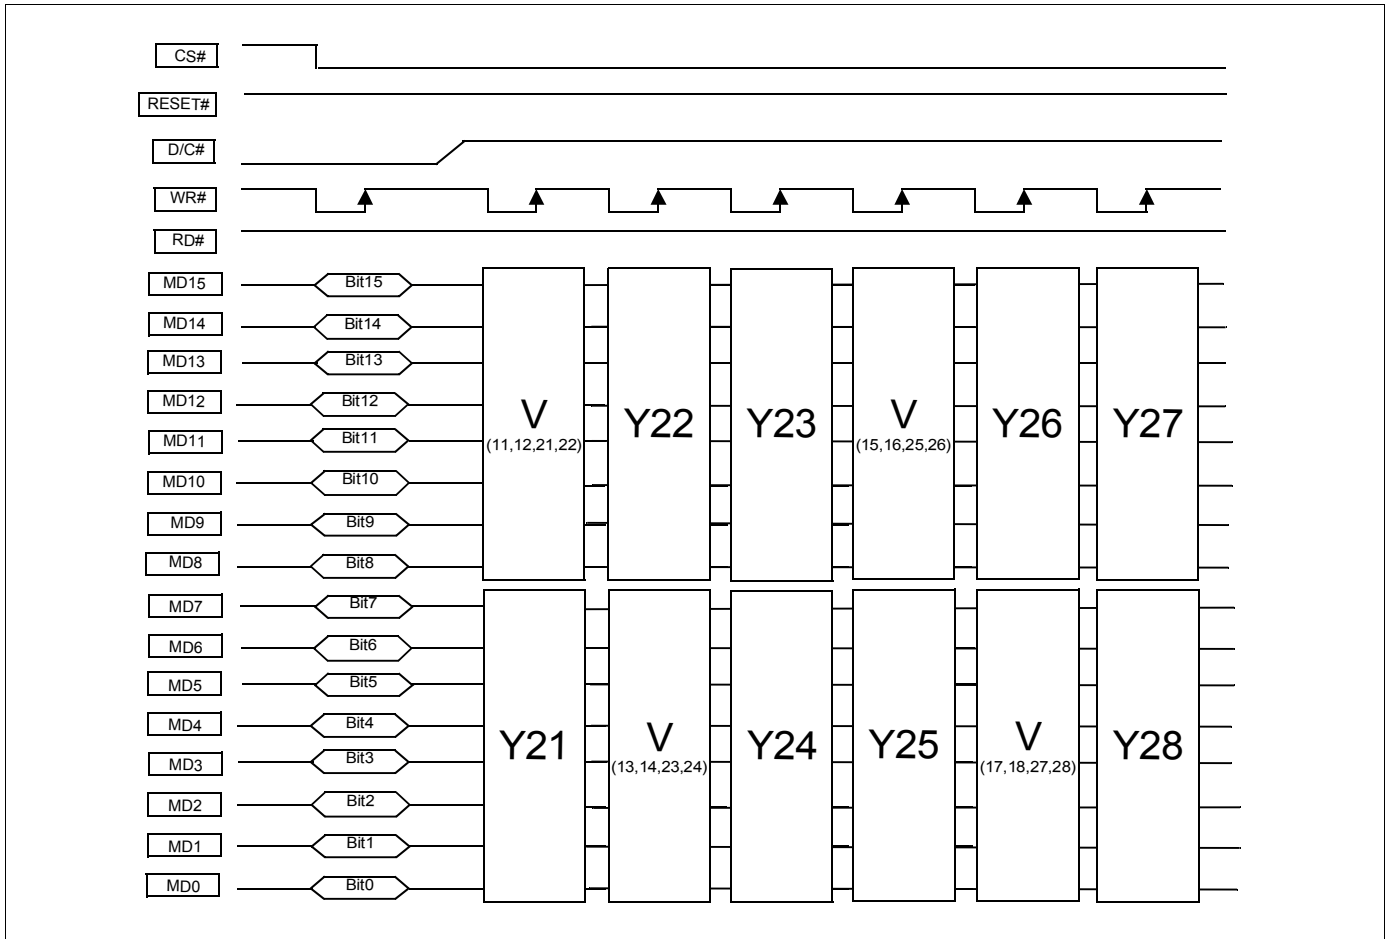 CS#
RESET#
D/C#
WR#
RD#
MD15 Bit15
MD14 Bit14
MD13 Bit13
MD12 Bit12
MD11 Bit11
MD10 Bit10
MD9 Bit9
MD8 Bit8
V Y22 Y23 V Y26 Y27
(11,12,21,22) (15,16,25,26)
MD7 Bit7
MD6 Bit6
MD5 Bit5
MD4 Bit4
MD3 Bit3
MD2 Bit2
MD1 Bit1
MD0 Bit0
Y21 V Y24 Y25 V Y28
(13,14,23,24) (17,18,27,28)